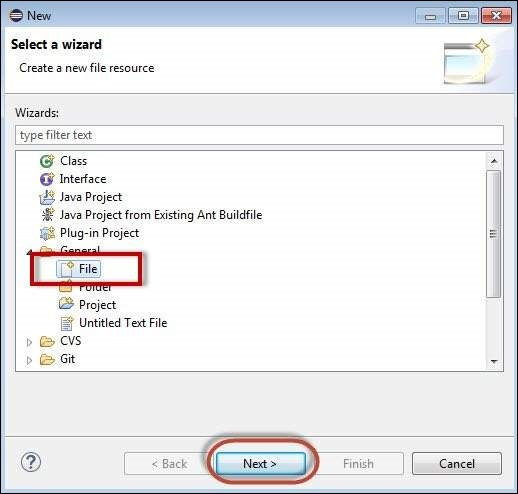 New
Select a wizard
Create a new file resource
Wizards:
type filter text
Class
Interface
Java Project
Java Project from Existing Ant Buildfile
Plug-in Project
General
File
Folder
Project
Untitled Text File
CVS
Git
?
< Back
Next >
Finish
Cancel